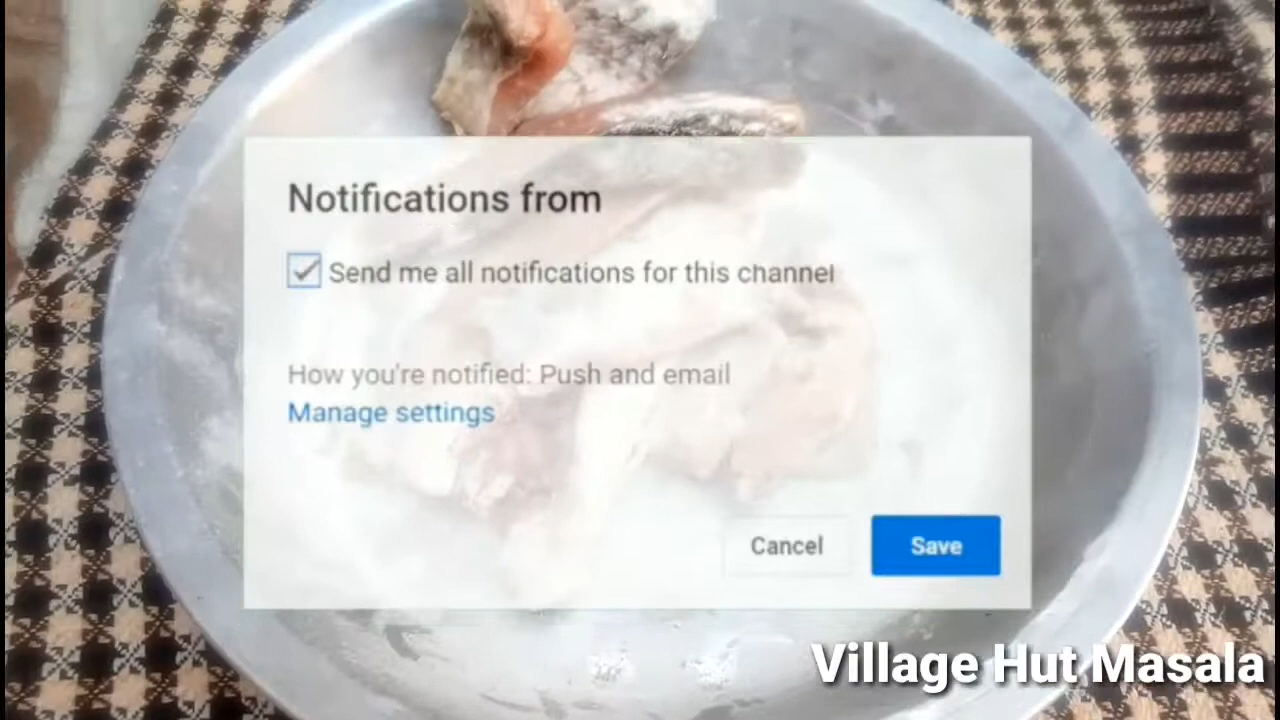 Notifications from
Send me all notifications for this channel
How you're notified: Push and email
Manage settings
Cancel
Save
Village Hut Masala